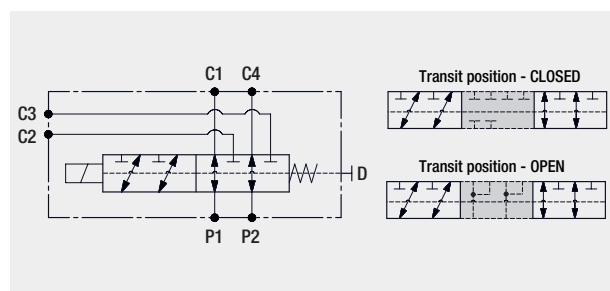 C1 C4
Transit position - CLOSED
C3
C2
Transit position - OPEN
D
P1 P2